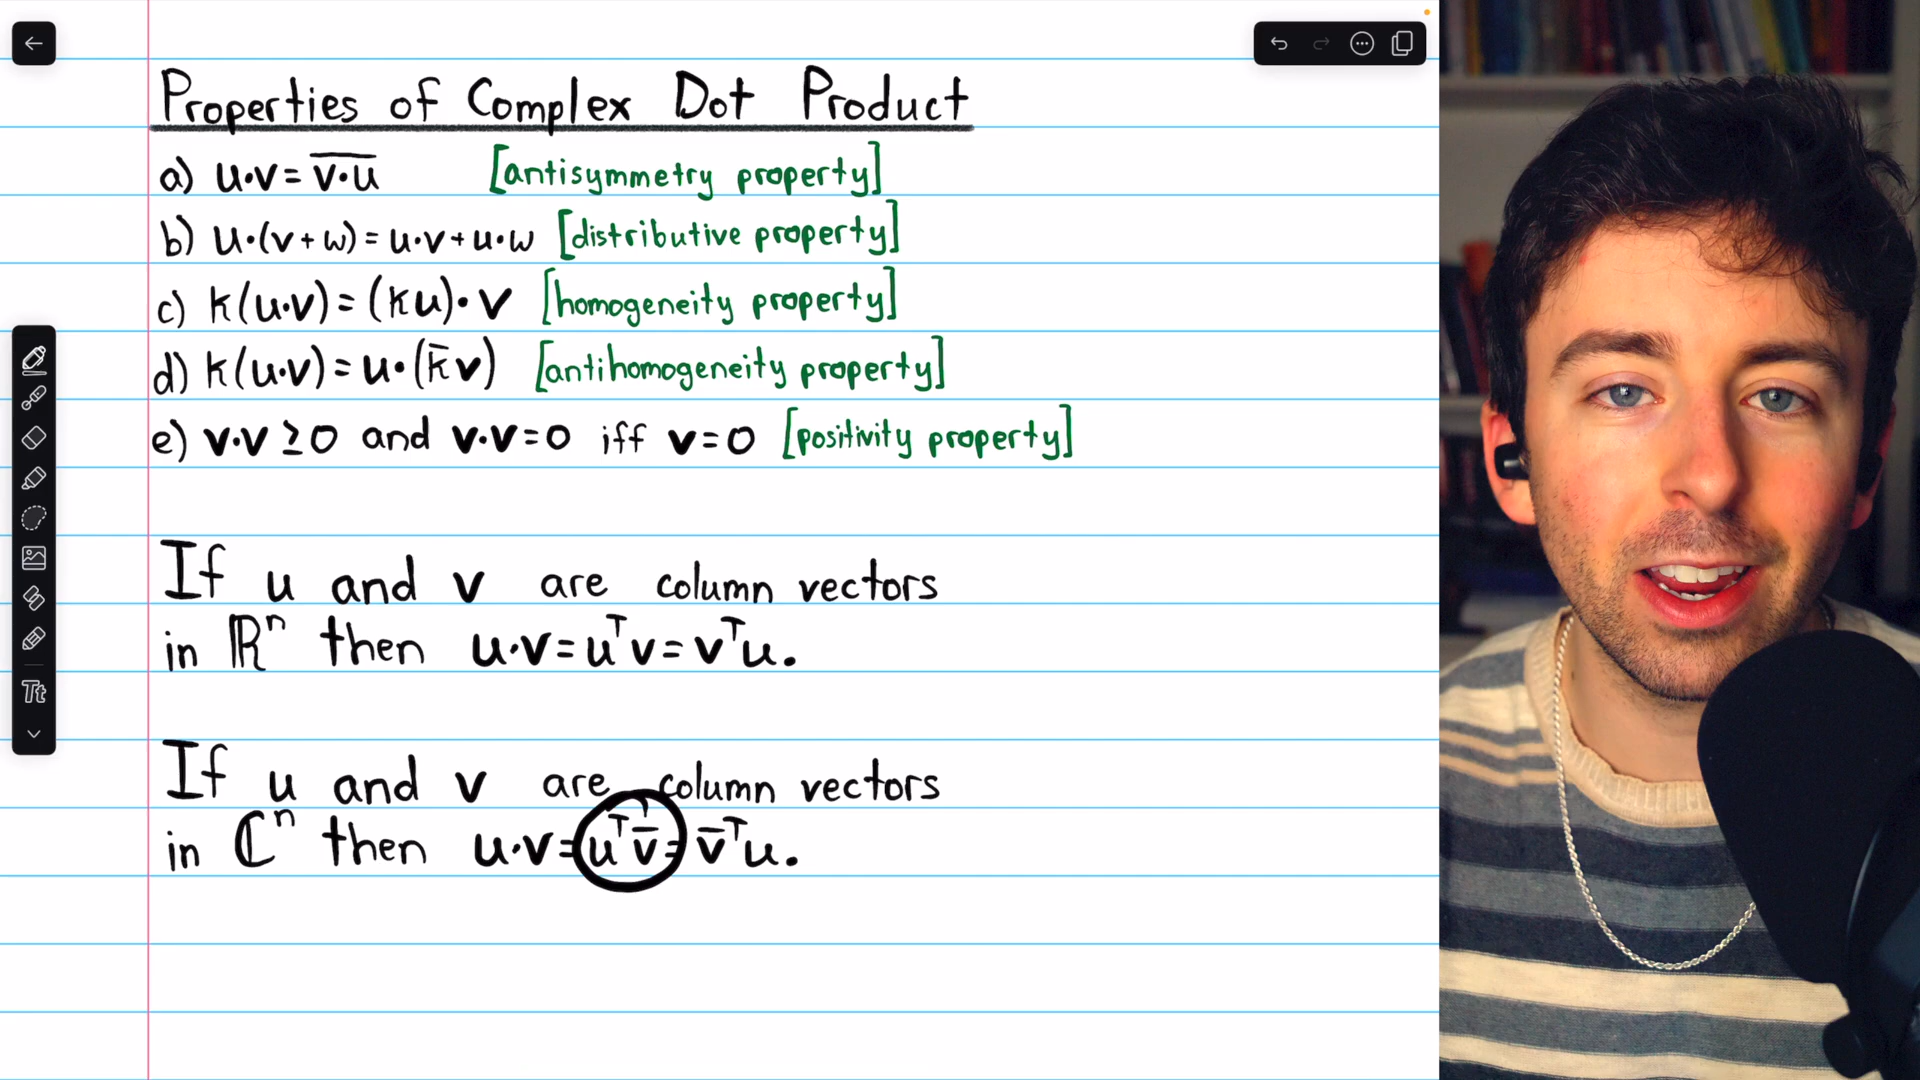 Properties of Complex Dot Product
a) u·v = \overline{v·u} [antisymmetry property]
b) u·(v+w) = u·v + u·w [distributive property]
c) k(u·v) = (ku)·v [homogeneity property]
d) k(u·v) = u·(k̄v) [antihomogeneity property]
e) v·v ≥ 0 and v·v = 0 iff v = 0 [positivity property]
If u and v are column vectors
in ℝⁿ then u·v = uᵀv = vᵀu.
If u and v are column vectors
in ℂⁿ then u·v = uᵀv̄ = v̄ᵀu.
Tt